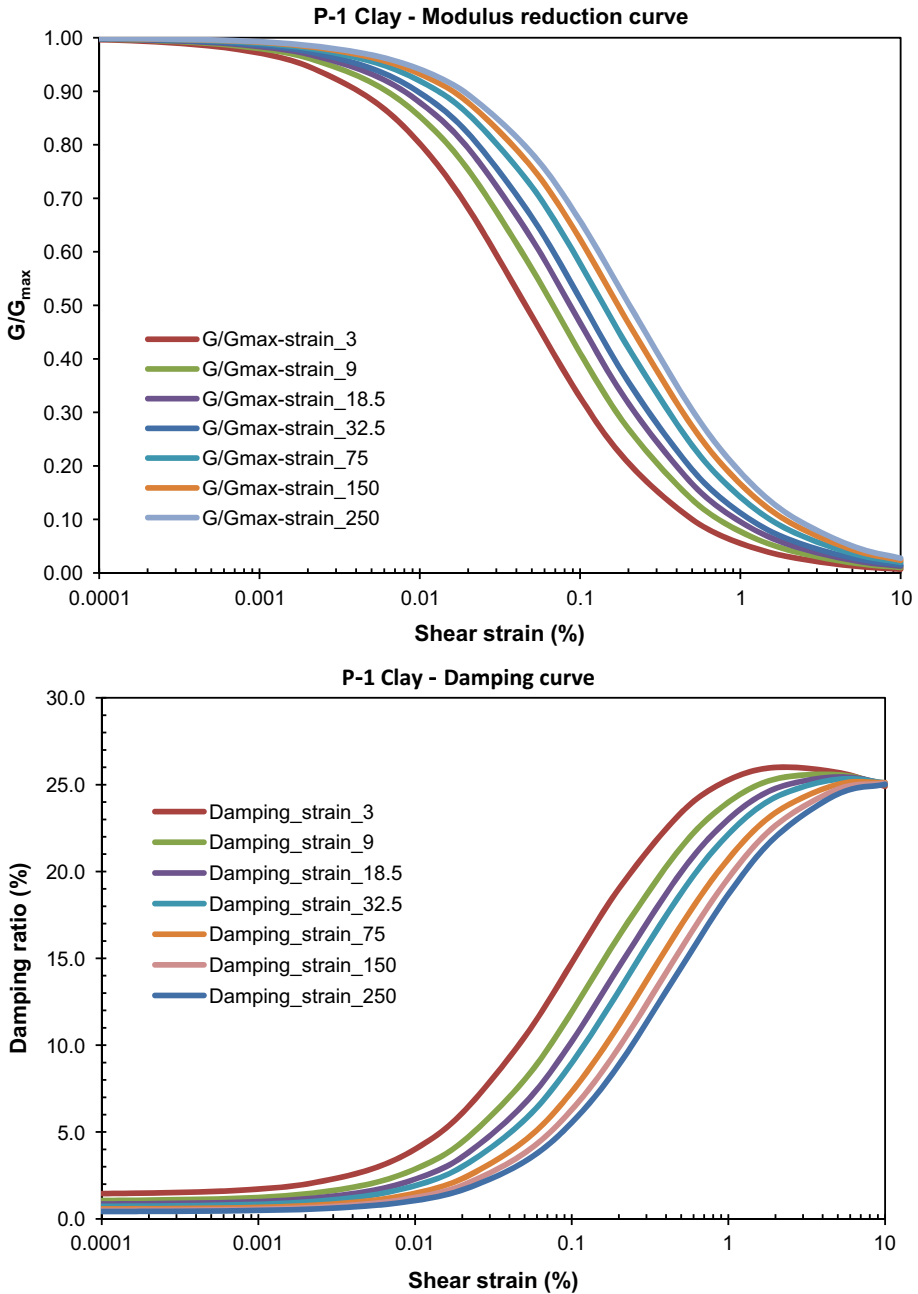 P-1 Clay - Modulus reduction curve
1.00
0.90
0.80
0.70
0.60
0.50
0.40
0.30
0.20
0.10
0.00
G/Gmax
G/Gmax-strain_3
G/Gmax-strain_9
G/Gmax-strain_18.5
G/Gmax-strain_32.5
G/Gmax-strain_75
G/Gmax-strain_150
G/Gmax-strain_250
0.0001 0.001 0.01 0.1 1 10
Shear strain (%)
P-1 Clay - Damping curve
30.0
25.0
20.0
15.0
10.0
5.0
0.0
Damping ratio (%)
Damping_strain_3
Damping_strain_9
Damping_strain_18.5
Damping_strain_32.5
Damping_strain_75
Damping_strain_150
Damping_strain_250
0.0001 0.001 0.01 0.1 1 10
Shear strain (%)